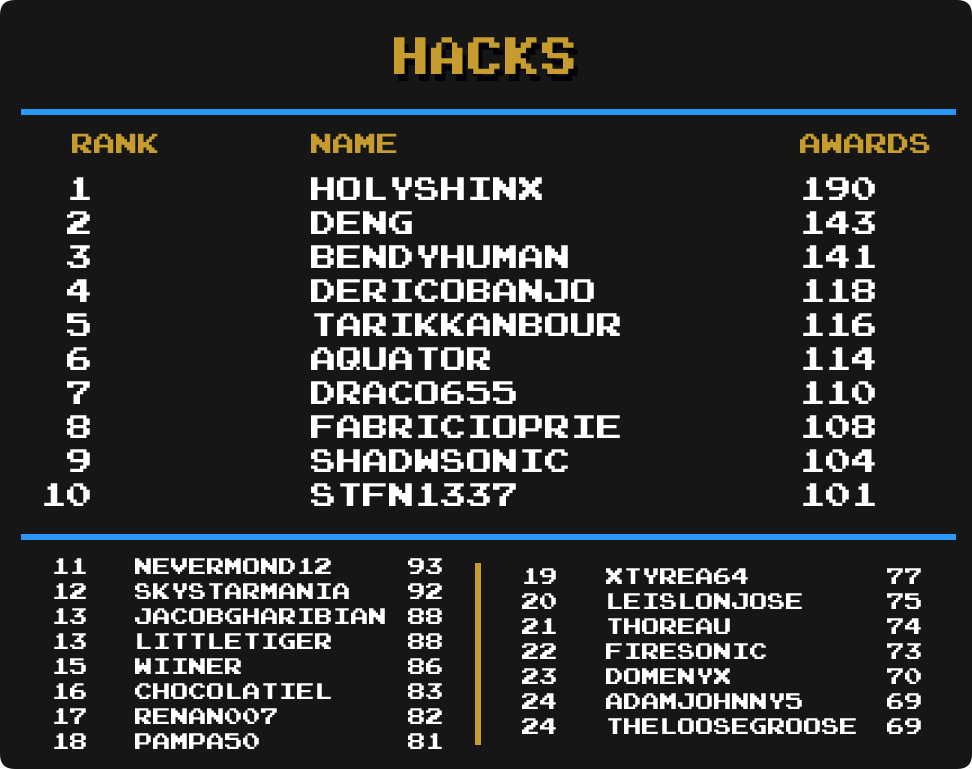 HACKS
RANK NAME AWARDS
1 HOLYSHINX 190
2 DENG 143
3 BENDYHUMAN 141
4 DERICOBANJO 118
5 TARIKKANBOUR 116
6 AQUATOR 114
7 DRACO655 110
8 FABRICIOPRIE 108
9 SHADWSONIC 104
10 STFN1337 101
11 NEVERMOND12 93
12 SKYSTARMANIA 92
13 JACOBGHARIBIAN 88
13 LITTLETIGER 88
15 WIINER 86
16 CHOCOLATIEL 83
17 RENAN007 82
18 PAMPA50 81
19 XTYREA64 77
20 LEISLONJOSE 75
21 THOREAU 74
22 FIRESONIC 73
23 DOMENYX 70
24 ADAMJOHNNY5 69
24 THELOOSEGROOSE 69